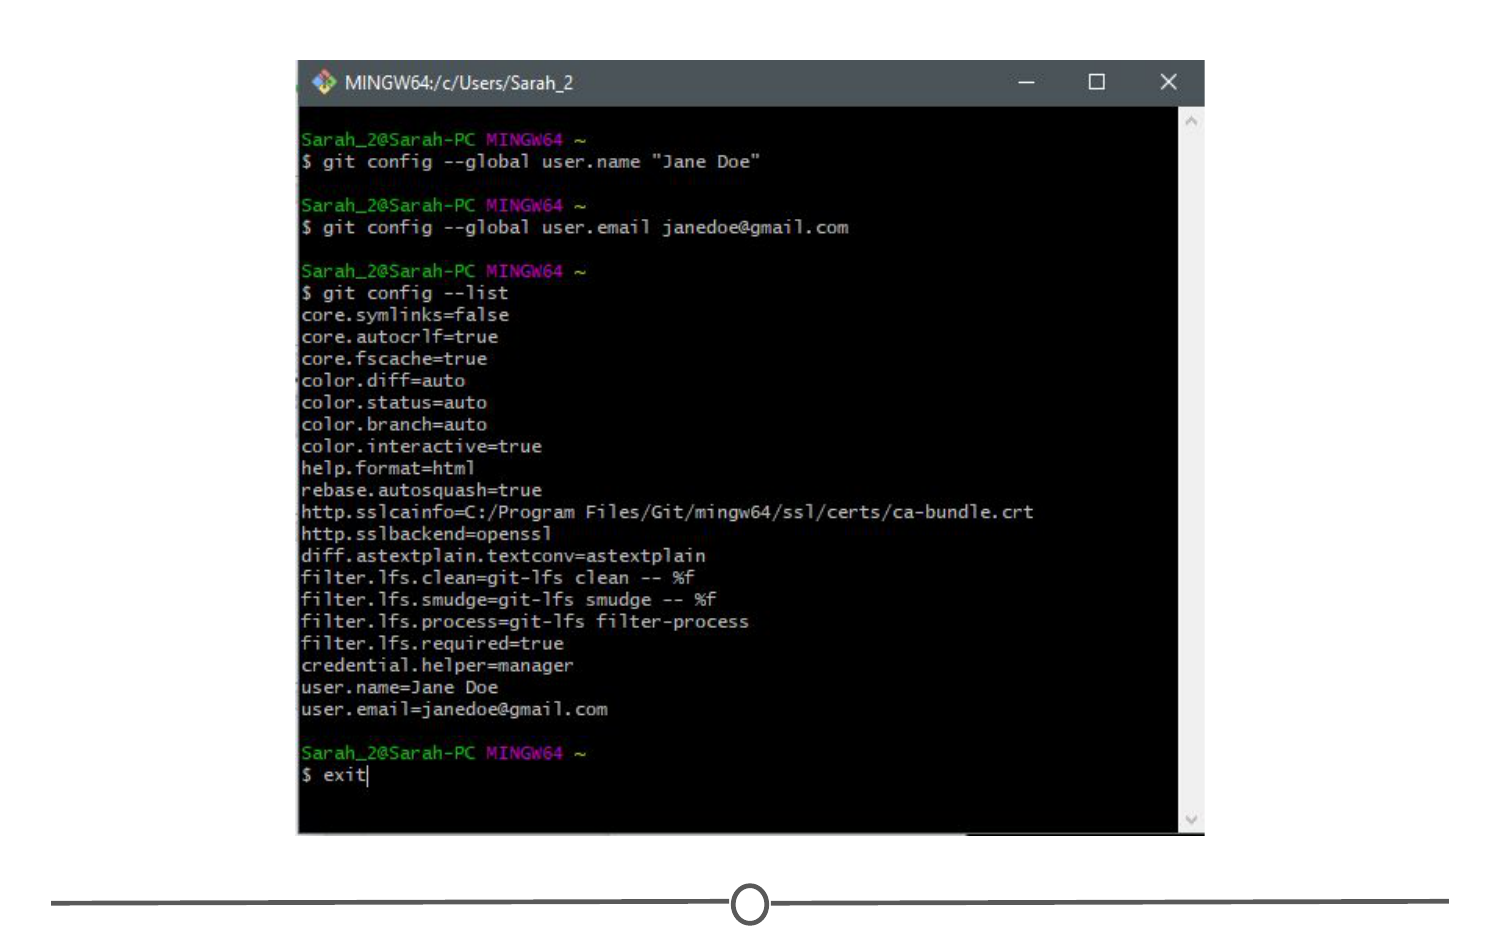 MINGW64:/c/Users/Sarah_2
Sarah_2@Sarah-PC MINGW64 ~
$ git config --global user.name "Jane Doe"
Sarah_2@Sarah-PC MINGW64 ~
$ git config --global user.email janedoe@gmail.com
Sarah_2@Sarah-PC MINGW64 ~
$ git config --list
core.symlinks=false
core.autocrlf=true
core.fscache=true
color.diff=auto
color.status=auto
color.branch=auto
color.interactive=true
help.format=html
rebase.autosquash=true
http.sslcainfo=C:/Program Files/Git/mingw64/ssl/certs/ca-bundle.crt
http.sslbackend=openssl
diff.astextplain.textconv=astextplain
filter.lfs.clean=git-lfs clean -- %f
filter.lfs.smudge=git-lfs smudge -- %f
filter.lfs.process=git-lfs filter-process
filter.lfs.required=true
credential.helper=manager
user.name=Jane Doe
user.email=janedoe@gmail.com
Sarah_2@Sarah-PC MINGW64 ~
$ exit